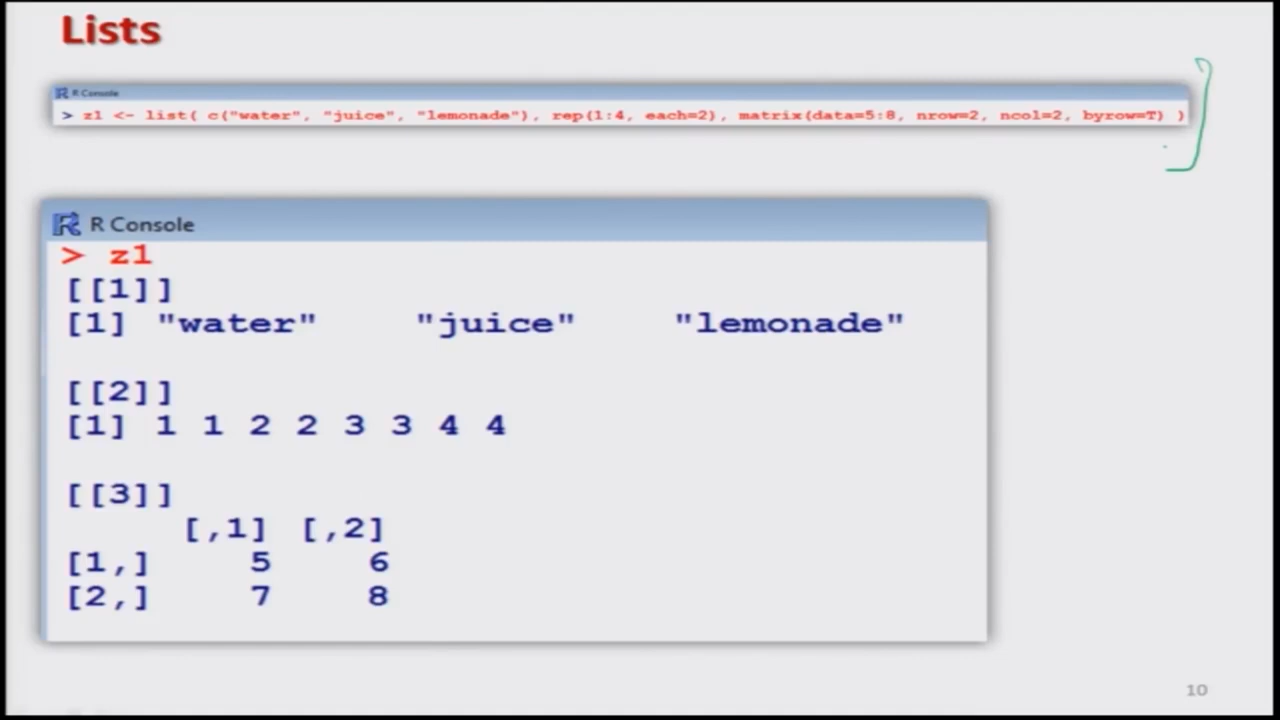 Lists
R Console
> z1 <- list( c("water", "juice", "lemonade"), rep(1:4, each=2), matrix(data=5:8, nrow=2, ncol=2, byrow=T) )
R Console
> z1
[[1]]
[1] "water" "juice" "lemonade"
[[2]]
[1] 1 1 2 2 3 3 4 4
[[3]]
[,1] [,2]
[1,] 5 6
[2,] 7 8
10